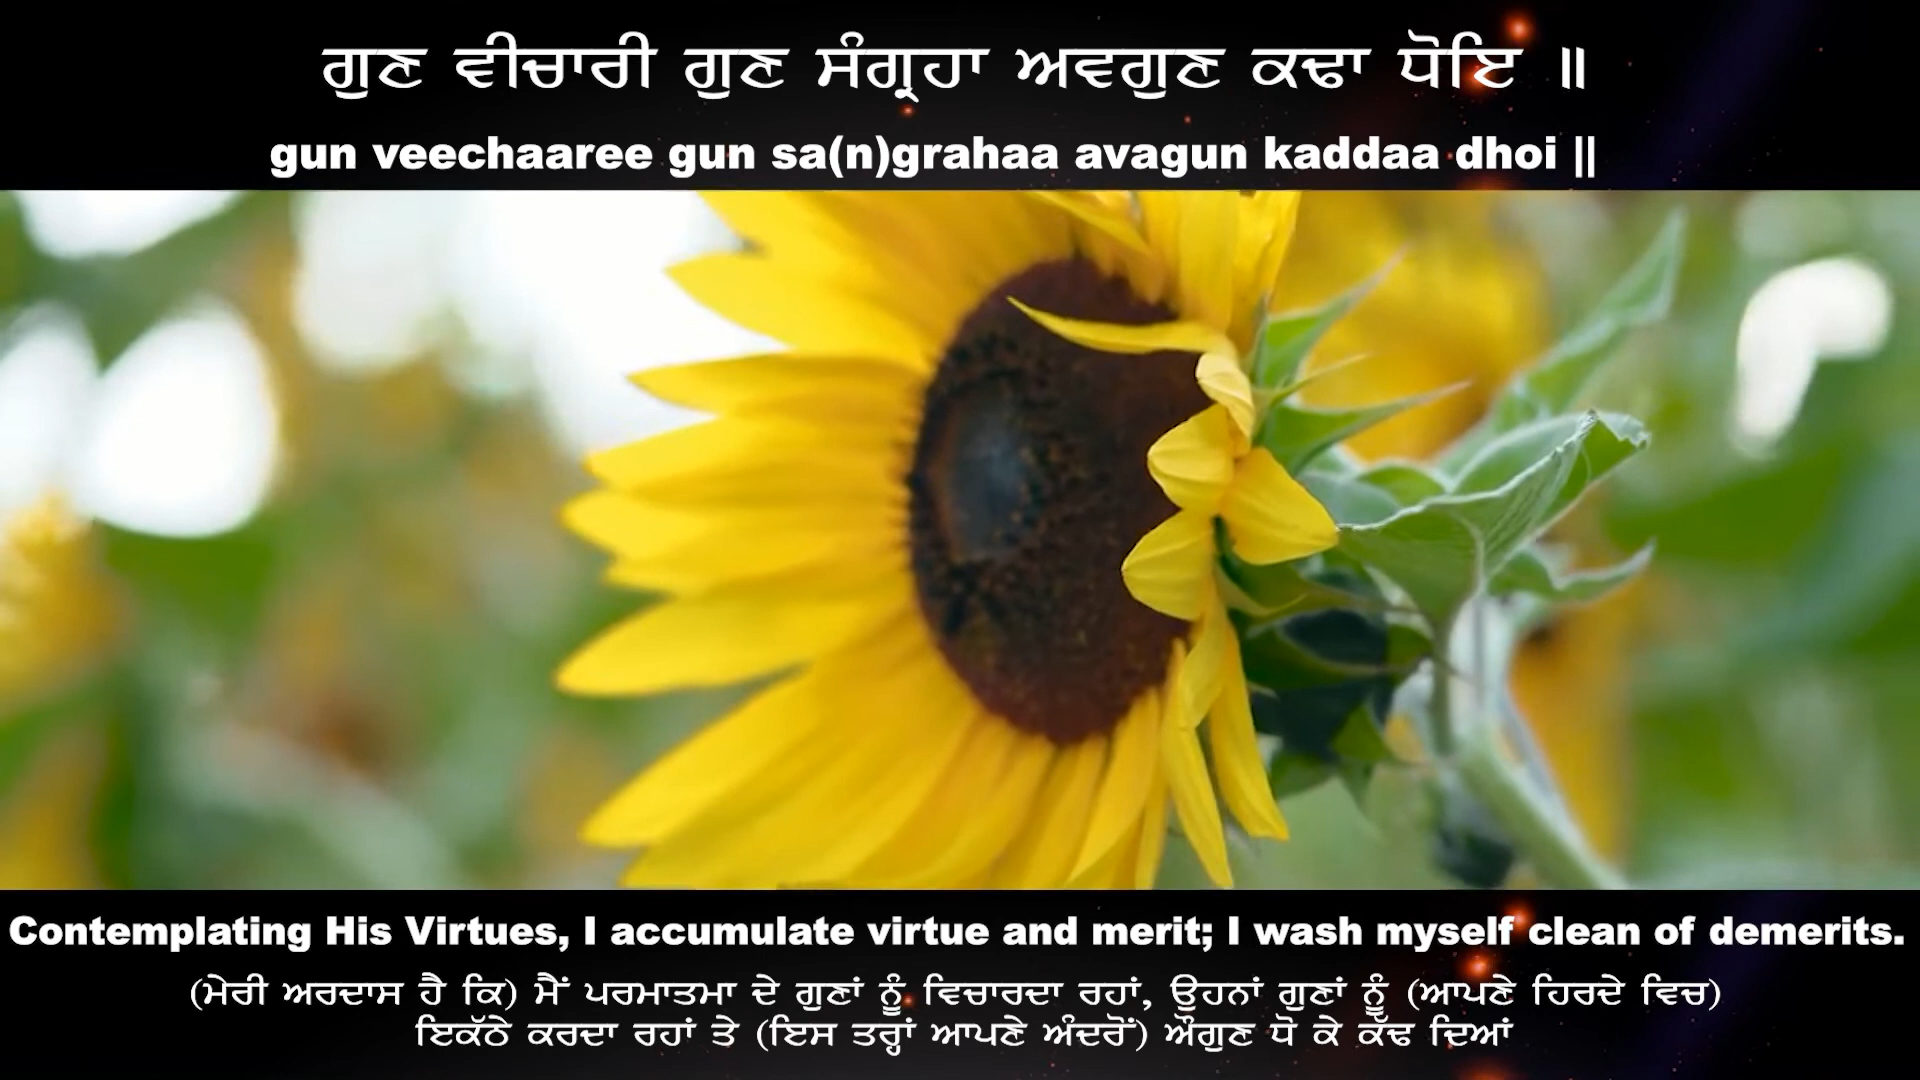 ਗੁਣ ਵੀਚਾਰੀ ਗੁਣ ਸੰਗ੍ਰਹਾ ਅਵਗੁਣ ਕਢਾ ਧੋਇ ॥
gun veechaaree gun sa(n)grahaa avagun kaddaa dhoi ||
Contemplating His Virtues, I accumulate virtue and merit; I wash myself clean of demerits.
(ਮੇਰੀ ਅਰਦਾਸ ਹੈ ਕਿ) ਮੈਂ ਪਰਮਾਤਮਾ ਦੇ ਗੁਣਾਂ ਨੂੰ ਵਿਚਾਰਦਾ ਰਹਾਂ, ਉਹਨਾਂ ਗੁਣਾਂ ਨੂੰ (ਆਪਣੇ ਹਿਰਦੇ ਵਿਚ)
ਇਕੱਠੇ ਕਰਦਾ ਰਹਾਂ ਤੇ (ਇਸ ਤਰ੍ਹਾਂ ਆਪਣੇ ਅੰਦਰੋਂ) ਔਗੁਣ ਧੋ ਕੇ ਕੱਢ ਦਿਆਂ